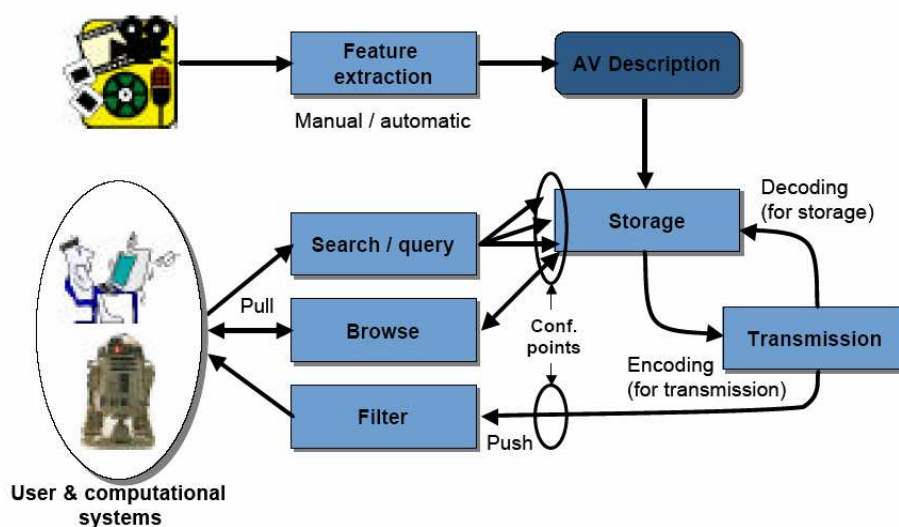 Feature
extraction
AV Description
Manual / automatic
Search / query
Storage
Decoding
(for storage)
Pull
Browse
Conf.
points
Transmission
Encoding
(for transmission)
Filter
Push
User & computational
systems